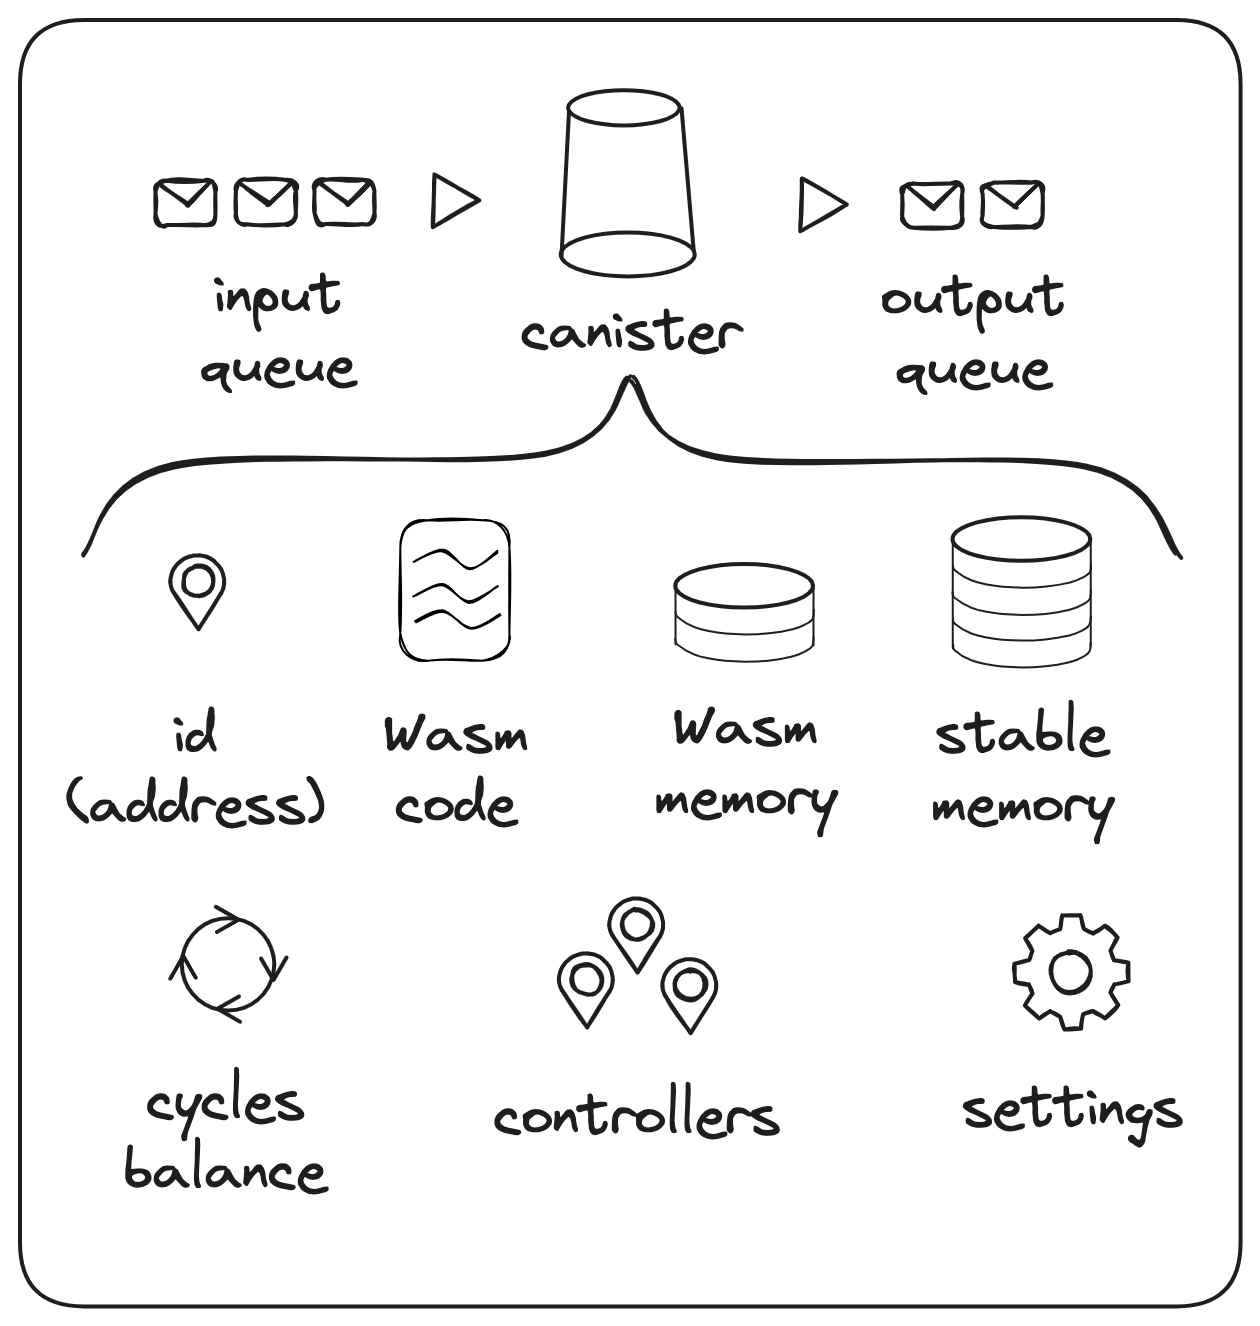 input
queue
canister
output
queue
id
(address)
Wasm
code
Wasm
memory
stable
memory
cycles
balance
controllers
settings